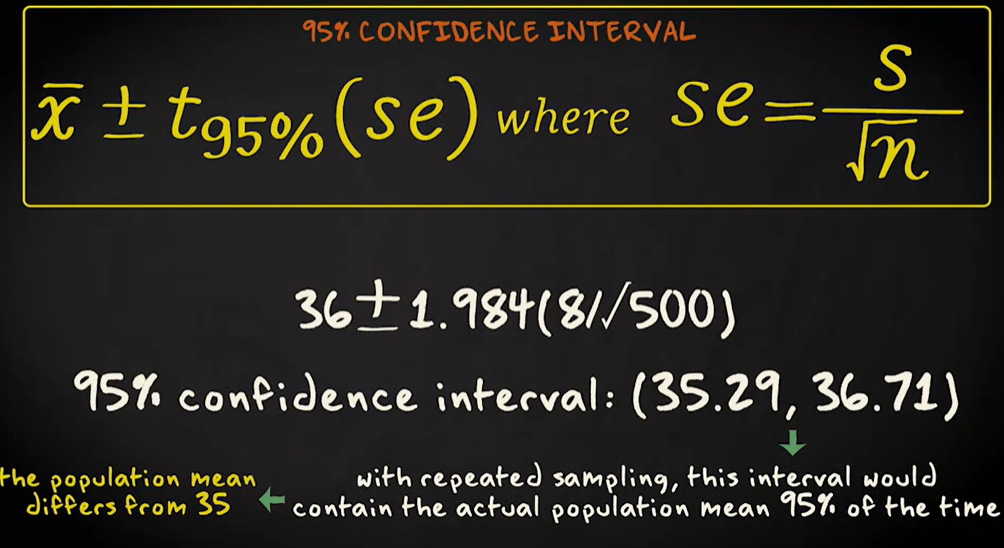 95% CONFIDENCE INTERVAL
x̄ ± t95%(se) where se = s/√n
36±1.984(8/√500)
95% confidence interval: (35.29, 36.71)
the population mean
differs from 35
with repeated sampling, this interval would
contain the actual population mean 95% of the time